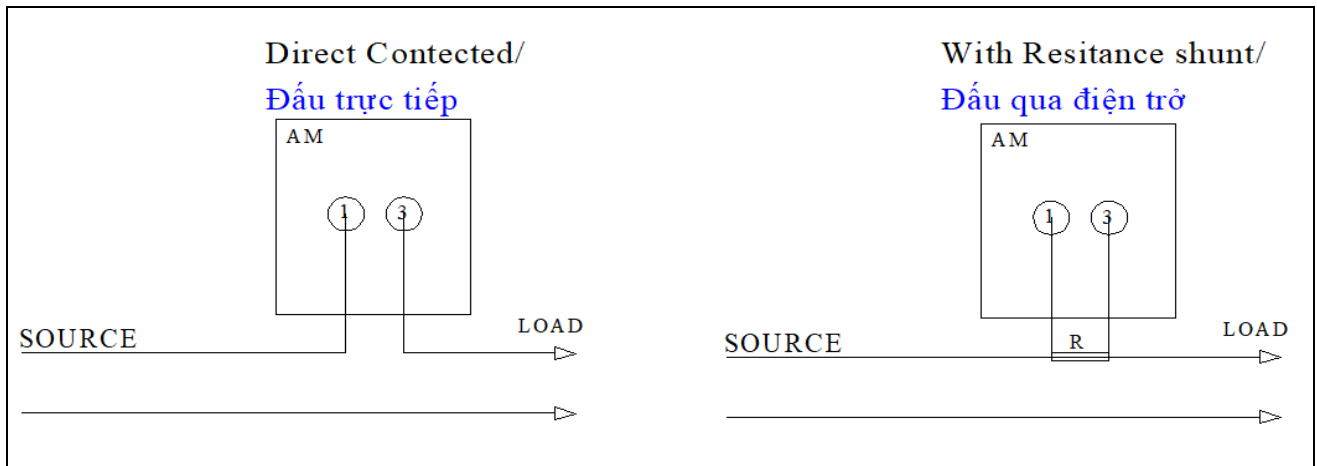 Direct Contected/
Đấu trực tiếp
AM
1 3
SOURCE
LOAD
With Resitance shunt/
Đấu qua điện trở
AM
1 3
SOURCE
R
LOAD